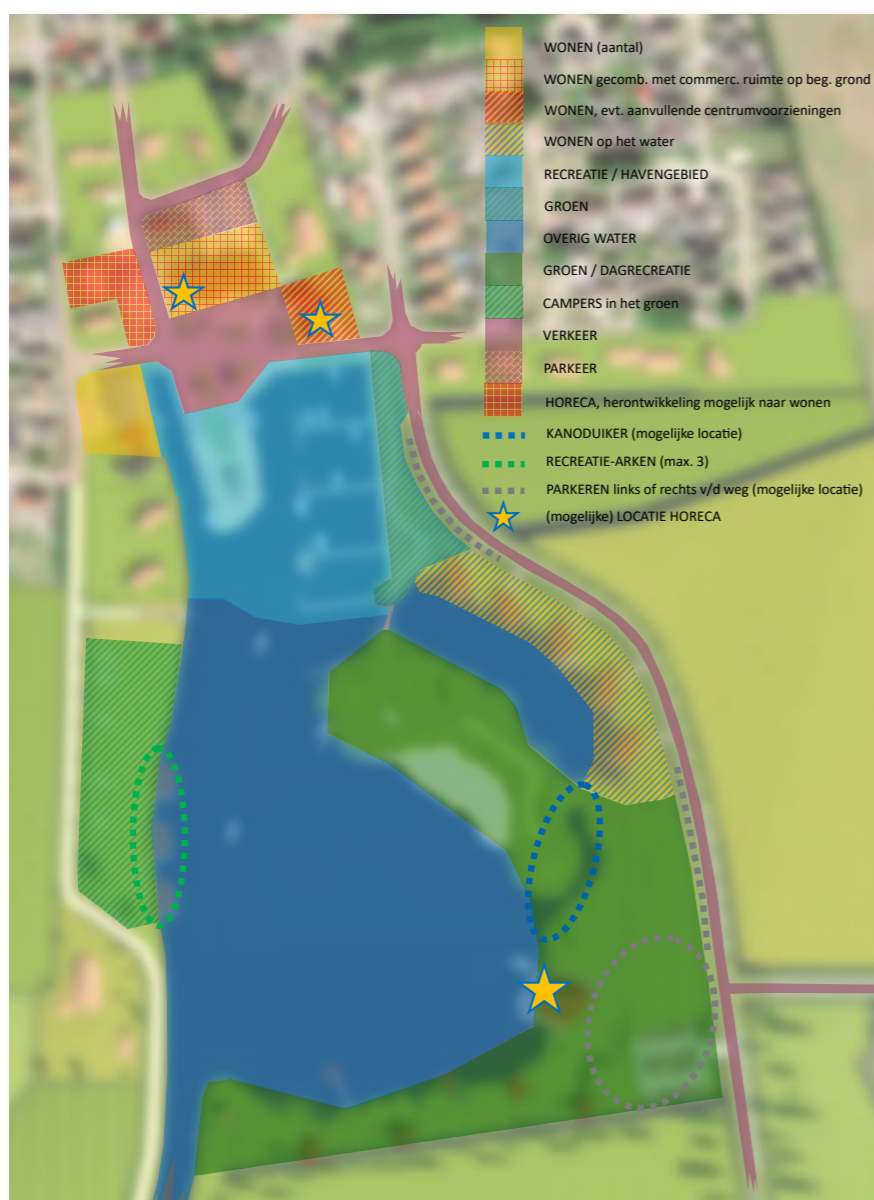 WONEN (aantal)
WONEN gecomb. met commerc. ruimte op beg. grond
WONEN, evt. aanvullende centrumvoorzieningen
WONEN op het water
RECREATIE / HAVENGEBIED
GROEN
OVERIG WATER
GROEN / DAGRECREATIE
CAMPERS in het groen
VERKEER
PARKEER
HORECA, herontwikkeling mogelijk naar wonen
KANODUIKER (mogelijke locatie)
RECREATIE-ARKEN (max. 3)
PARKEREN links of rechts v/d weg (mogelijke locatie)
(mogelijke) LOCATIE HORECA